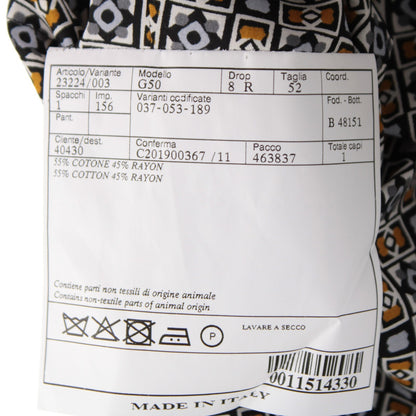 Articolo/Variante Modello Drop Taglia Coord.
23224/003 G50 8 R 52
Spacchi Imp. Varianti codificate Fod. - Bott.
1 156 037-053-189
Pant. B 48151
Cliente/dest. Conferma Pacco Totale capi
40430 C201900367 /11 463837 1
55% COTONE 45% RAYON
55% COTTON 45% RAYON
Contiene parti non tessili di origine animale
Contains non-textile parts of animal origin
P LAVARE A SECCO
0011514330
MADE IN ITALY